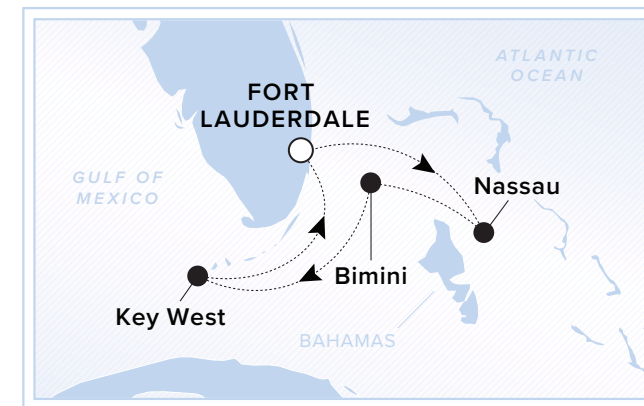 ATLANTIC
OCEAN
FORT
LAUDERDALE
GULF OF
MEXICO
Nassau
Bimini
Key West
BAHAMAS